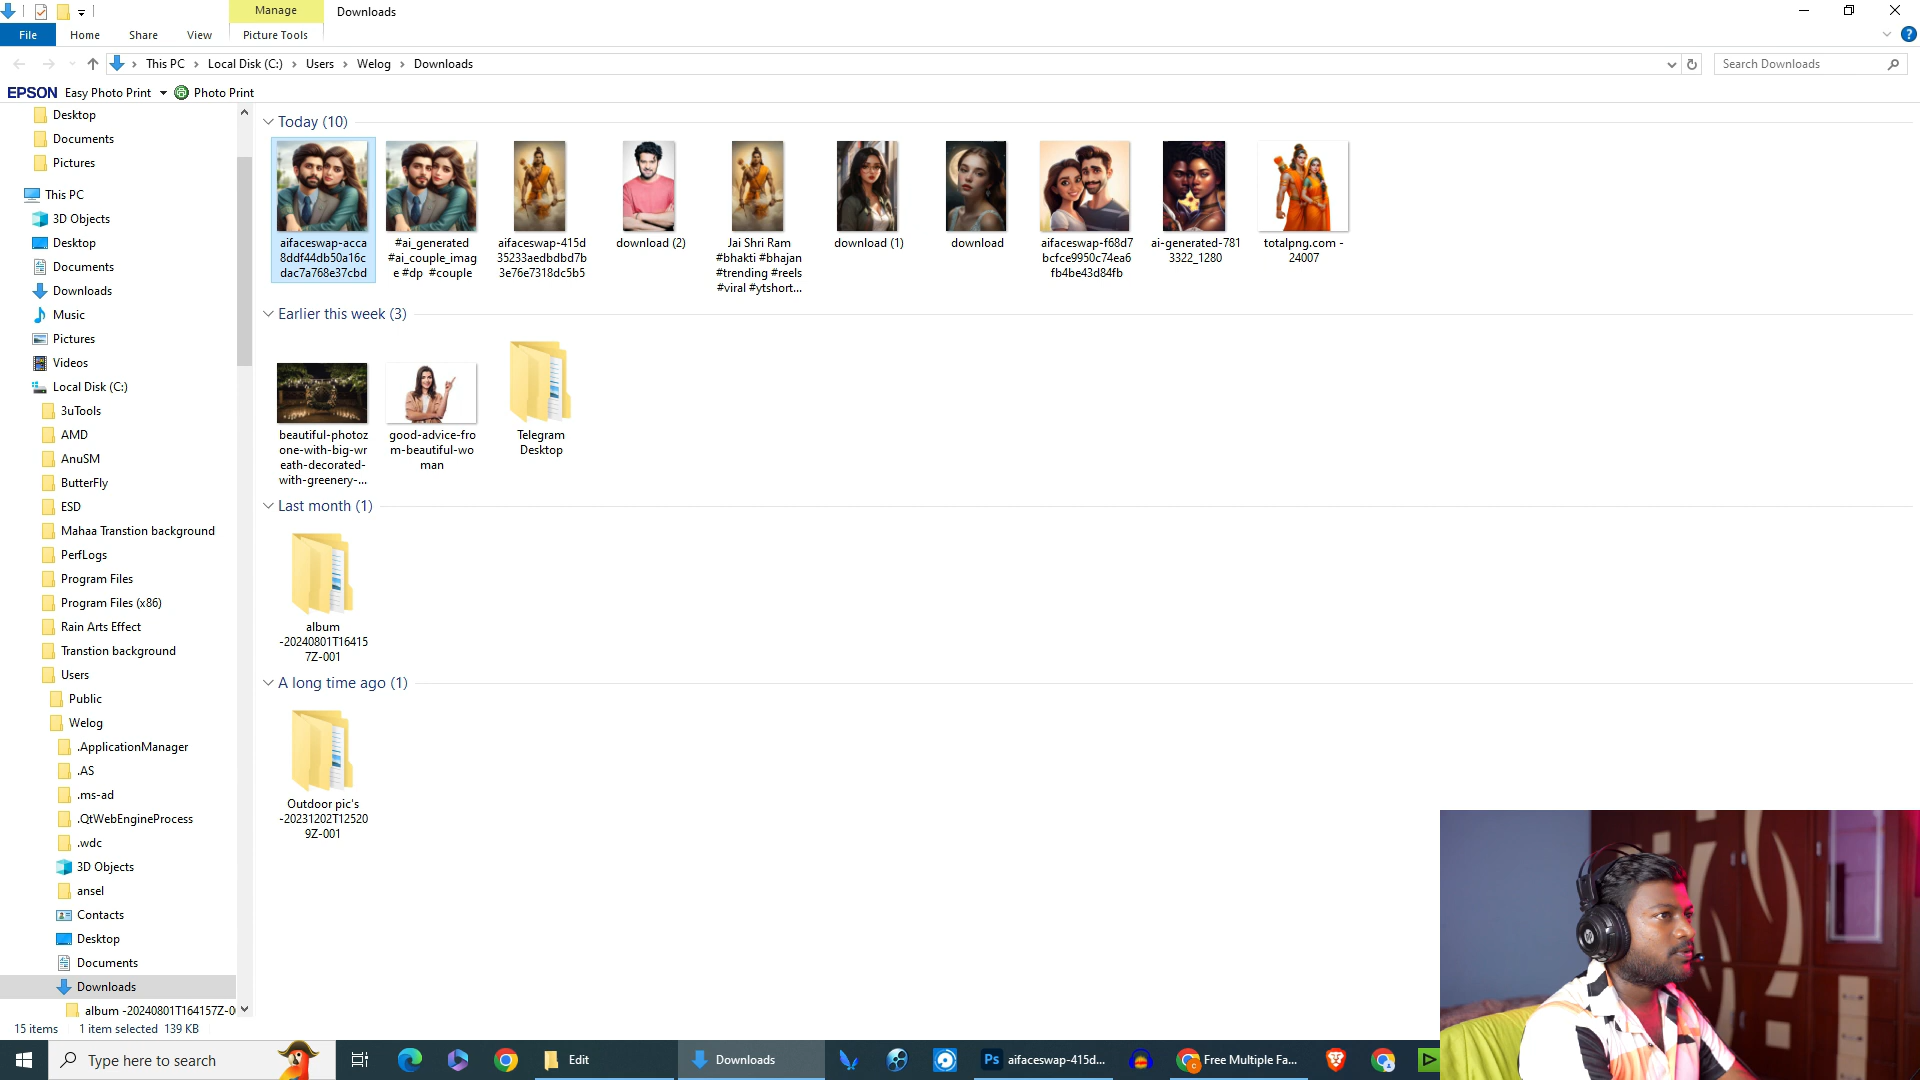 Manage
Downloads
File
Home
Share
View
Picture Tools
This PC
Local Disk (C:)
Users
Welog
Downloads
Search Downloads
EPSON Easy Photo Print
Photo Print
Desktop
Documents
Pictures
This PC
3D Objects
Desktop
Documents
Downloads
Music
Pictures
Videos
Local Disk (C:)
3uTools
AMD
AnuSM
ButterFly
ESD
Mahaa Transtion background
PerfLogs
Program Files
Program Files (x86)
Rain Arts Effect
Transtion background
Users
Public
Welog
.ApplicationManager
.AS
.ms-ad
.QtWebEngineProcess
.wdc
3D Objects
ansel
Contacts
Desktop
Documents
Downloads
album -20240801T164157Z-0
Today (10)
aifaceswap-acca
8ddf44db50a16c
dac7a768e37cbd
#ai_generated
#ai_couple_imag
e #dp #couple
aifaceswap-415d
35233aedbdbd7b
3e76e7318dc5b5
download (2)
Jai Shri Ram
#bhakti #bhajan
#trending #reels
#viral #ytshort...
download (1)
download
aifaceswap-f68d7
bcfce9950c74ea6
fb4be43d84fb
ai-generated-781
3322_1280
totalpng.com -
24007
Earlier this week (3)
beautiful-photoz
one-with-big-wr
eath-decorated-
with-greenery-...
good-advice-fro
m-beautiful-wo
man
Telegram
Desktop
Last month (1)
album
-20240801T16415
7Z-001
A long time ago (1)
Outdoor pic's
-20231202T12520
9Z-001
15 items
1 item selected 139 KB
Type here to search
Edit
Downloads
Ps
aifaceswap-415d...
Free Multiple Fa...